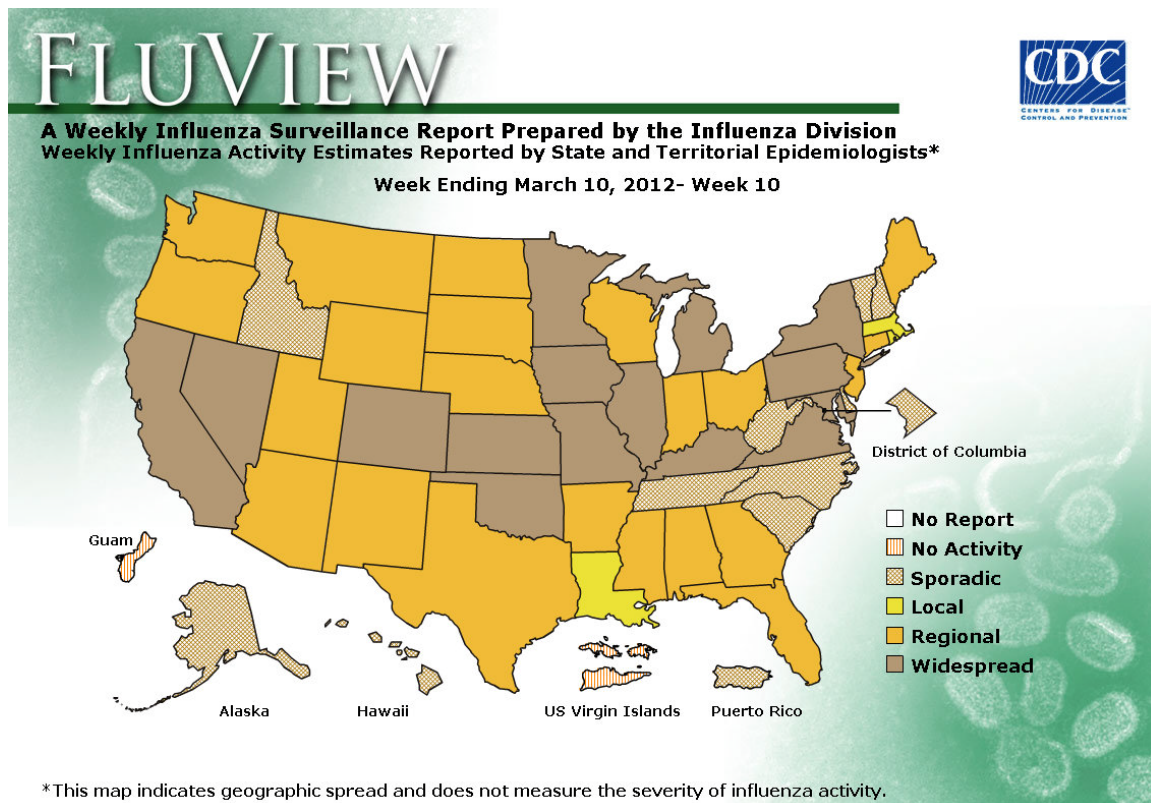 FLUVIEW
CDC
CENTERS FOR DISEASE™
CONTROL AND PREVENTION
A Weekly Influenza Surveillance Report Prepared by the Influenza Division
Weekly Influenza Activity Estimates Reported by State and Territorial Epidemiologists*
Week Ending March 10, 2012- Week 10
District of Columbia
No Report
Guam
No Activity
Sporadic
Local
Regional
Widespread
Alaska
Hawaii
US Virgin Islands
Puerto Rico
*This map indicates geographic spread and does not measure the severity of influenza activity.